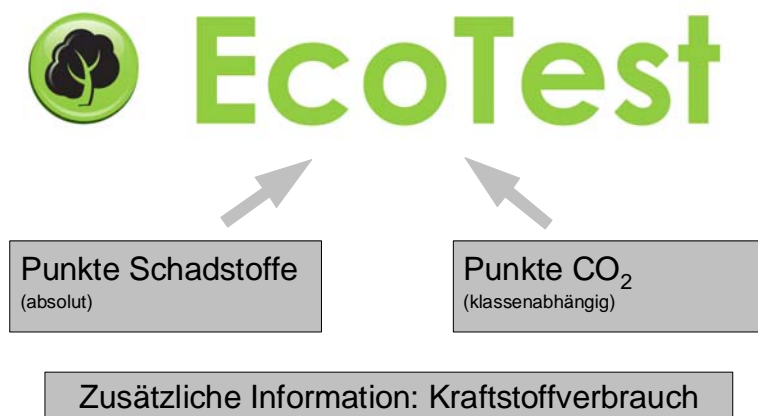 EcoTest
Punkte Schadstoffe
(absolut)
Punkte CO₂
(klassenabhängig)
Zusätzliche Information: Kraftstoffverbrauch